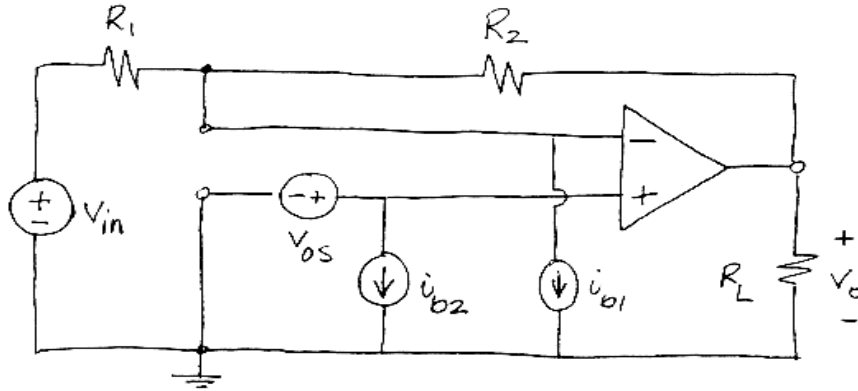 R1
R2
−
+
+
−
Vin
− +
Vos
ib2
ib1
RL
+
Vo
−